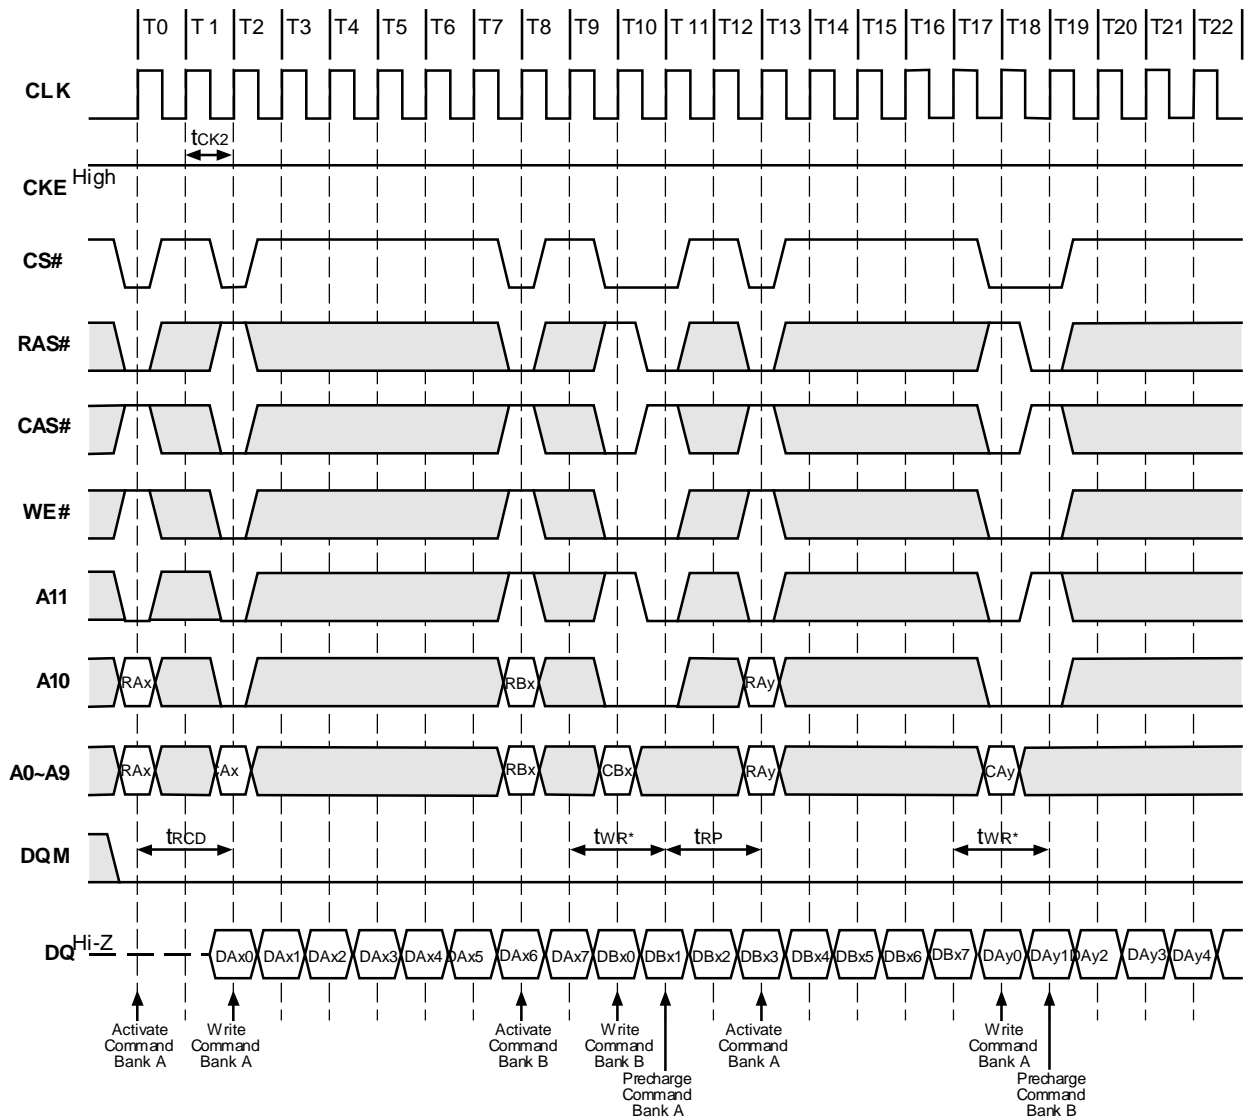 T0 T 1 T2 T3 T4 T5 T6 T7 T8 T9 T10 T 11 T12 T13 T14 T15 T16 T17 T18 T19 T20 T21 T22
CLK
tCK2
CKE High
CS#
RAS#
CAS#
WE#
A11
A10 RAx RBx RAy
A0~A9 RAx CAx RBx CBx RAy CAy
DQM tRCD tWR* tRP tWR*
DQ Hi-Z DAx0 DAx1 DAx2 DAx3 DAx4 DAx5 DAx6 DAx7 DBx0 DBx1 DBx2 DBx3 DBx4 DBx5 DBx6 DBx7 DAy0 DAy1 DAy2 DAy3 DAy4
Activate
Command
Bank A
Write
Command
Bank A
Activate
Command
Bank B
Write
Command
Bank B
Precharge
Command
Bank A
Activate
Command
Bank A
Write
Command
Bank A
Precharge
Command
Bank B